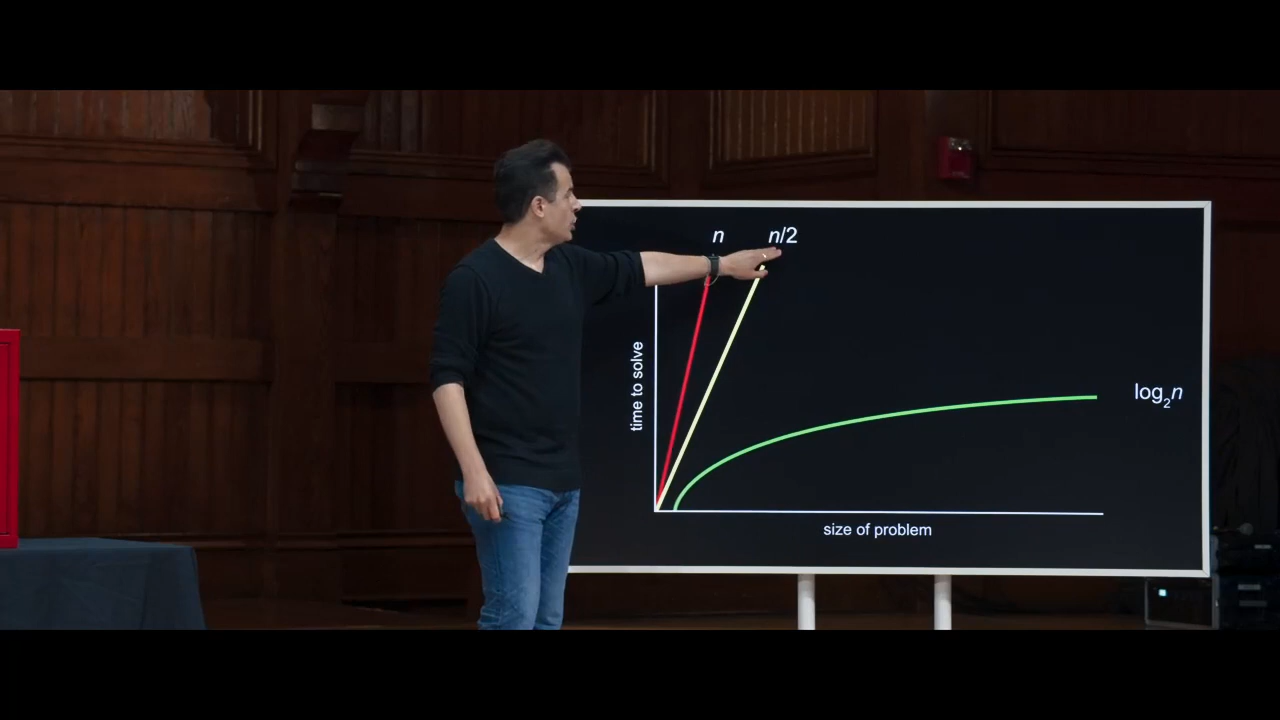 n
n/2
time to solve
log₂n
size of problem